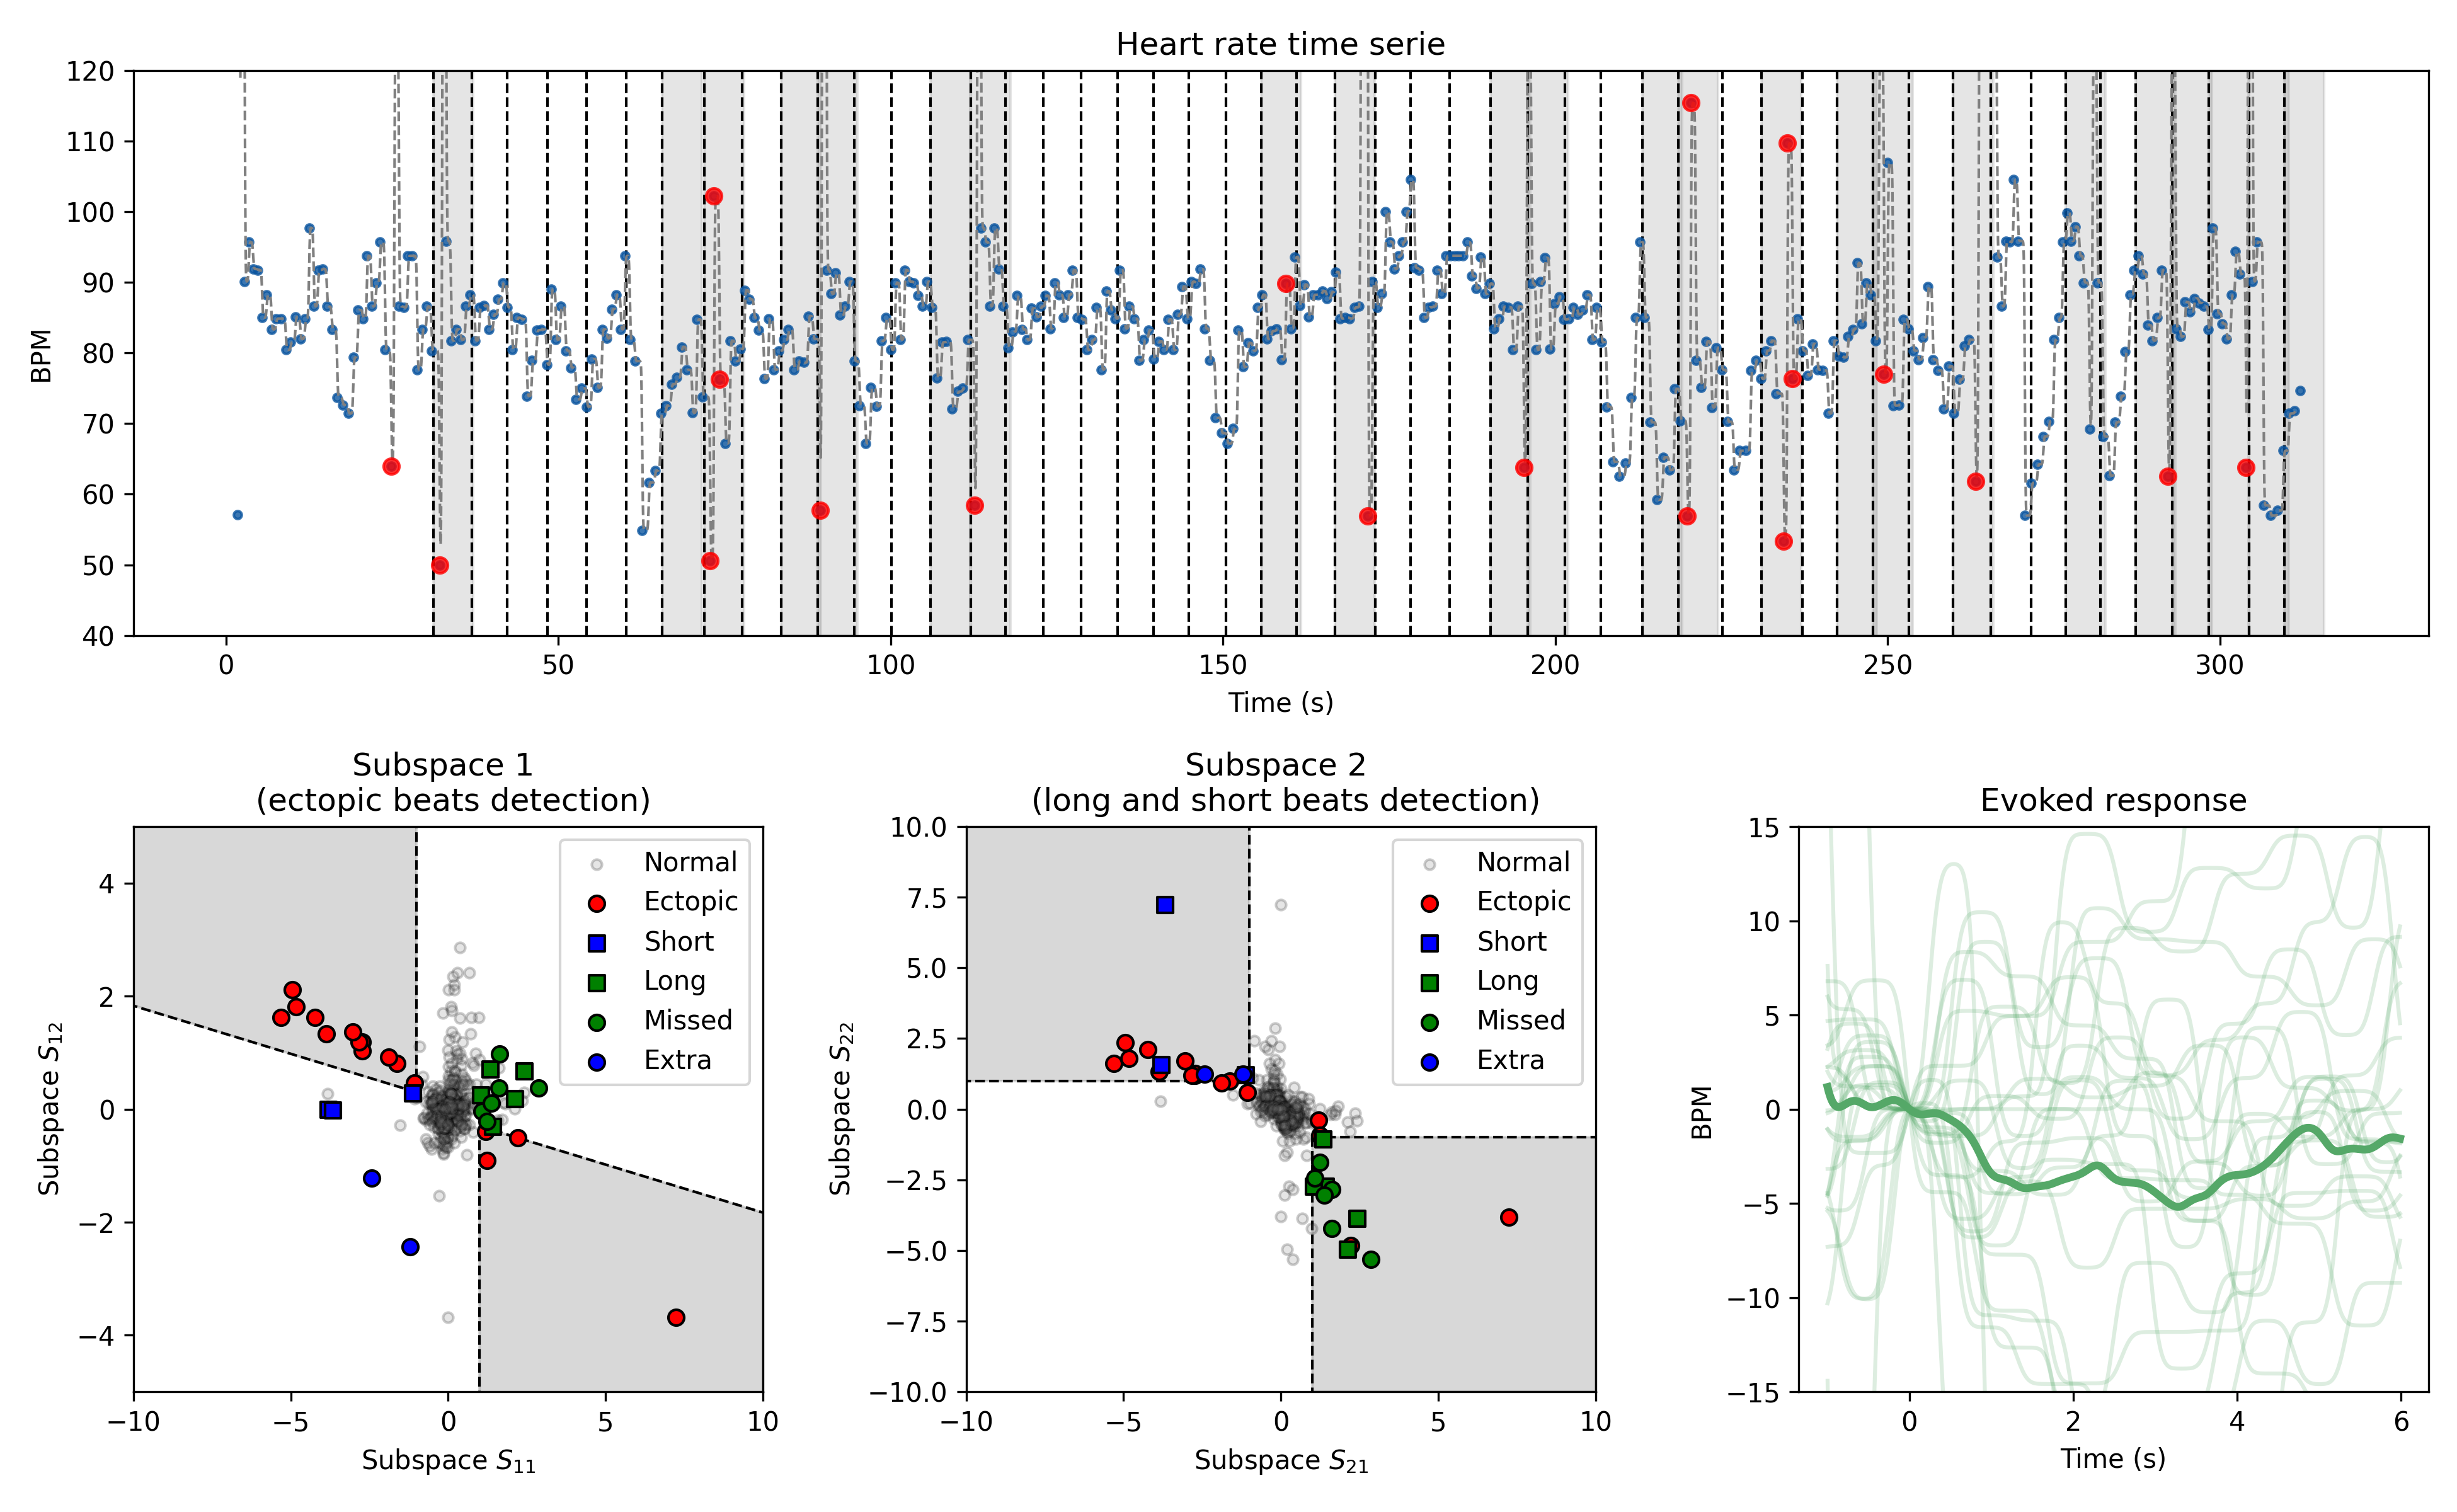 Heart rate time serie
120
110
100
90
80
70
60
50
40
BPM
0
50
100
150
200
250
300
Time (s)
Subspace 1
(ectopic beats detection)
4
2
0
−2
−4
Subspace S12
−10
−5
0
5
10
Subspace S11
Normal
Ectopic
Short
Long
Missed
Extra
Subspace 2
(long and short beats detection)
10.0
7.5
5.0
2.5
0.0
−2.5
−5.0
−7.5
−10.0
Subspace S22
−10
−5
0
5
10
Subspace S21
Normal
Ectopic
Short
Long
Missed
Extra
Evoked response
15
10
5
0
−5
−10
−15
BPM
0
2
4
6
Time (s)